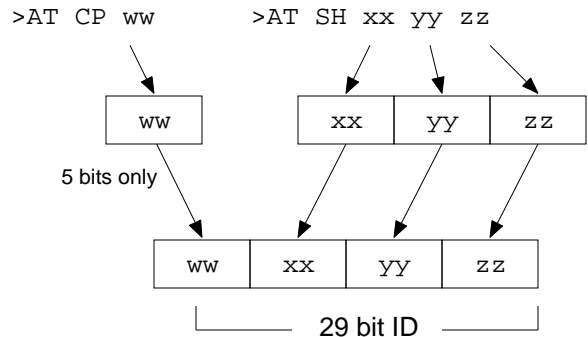 >AT CP ww >AT SH xx yy zz
ww xx yy zz
5 bits only
ww xx yy zz
29 bit ID